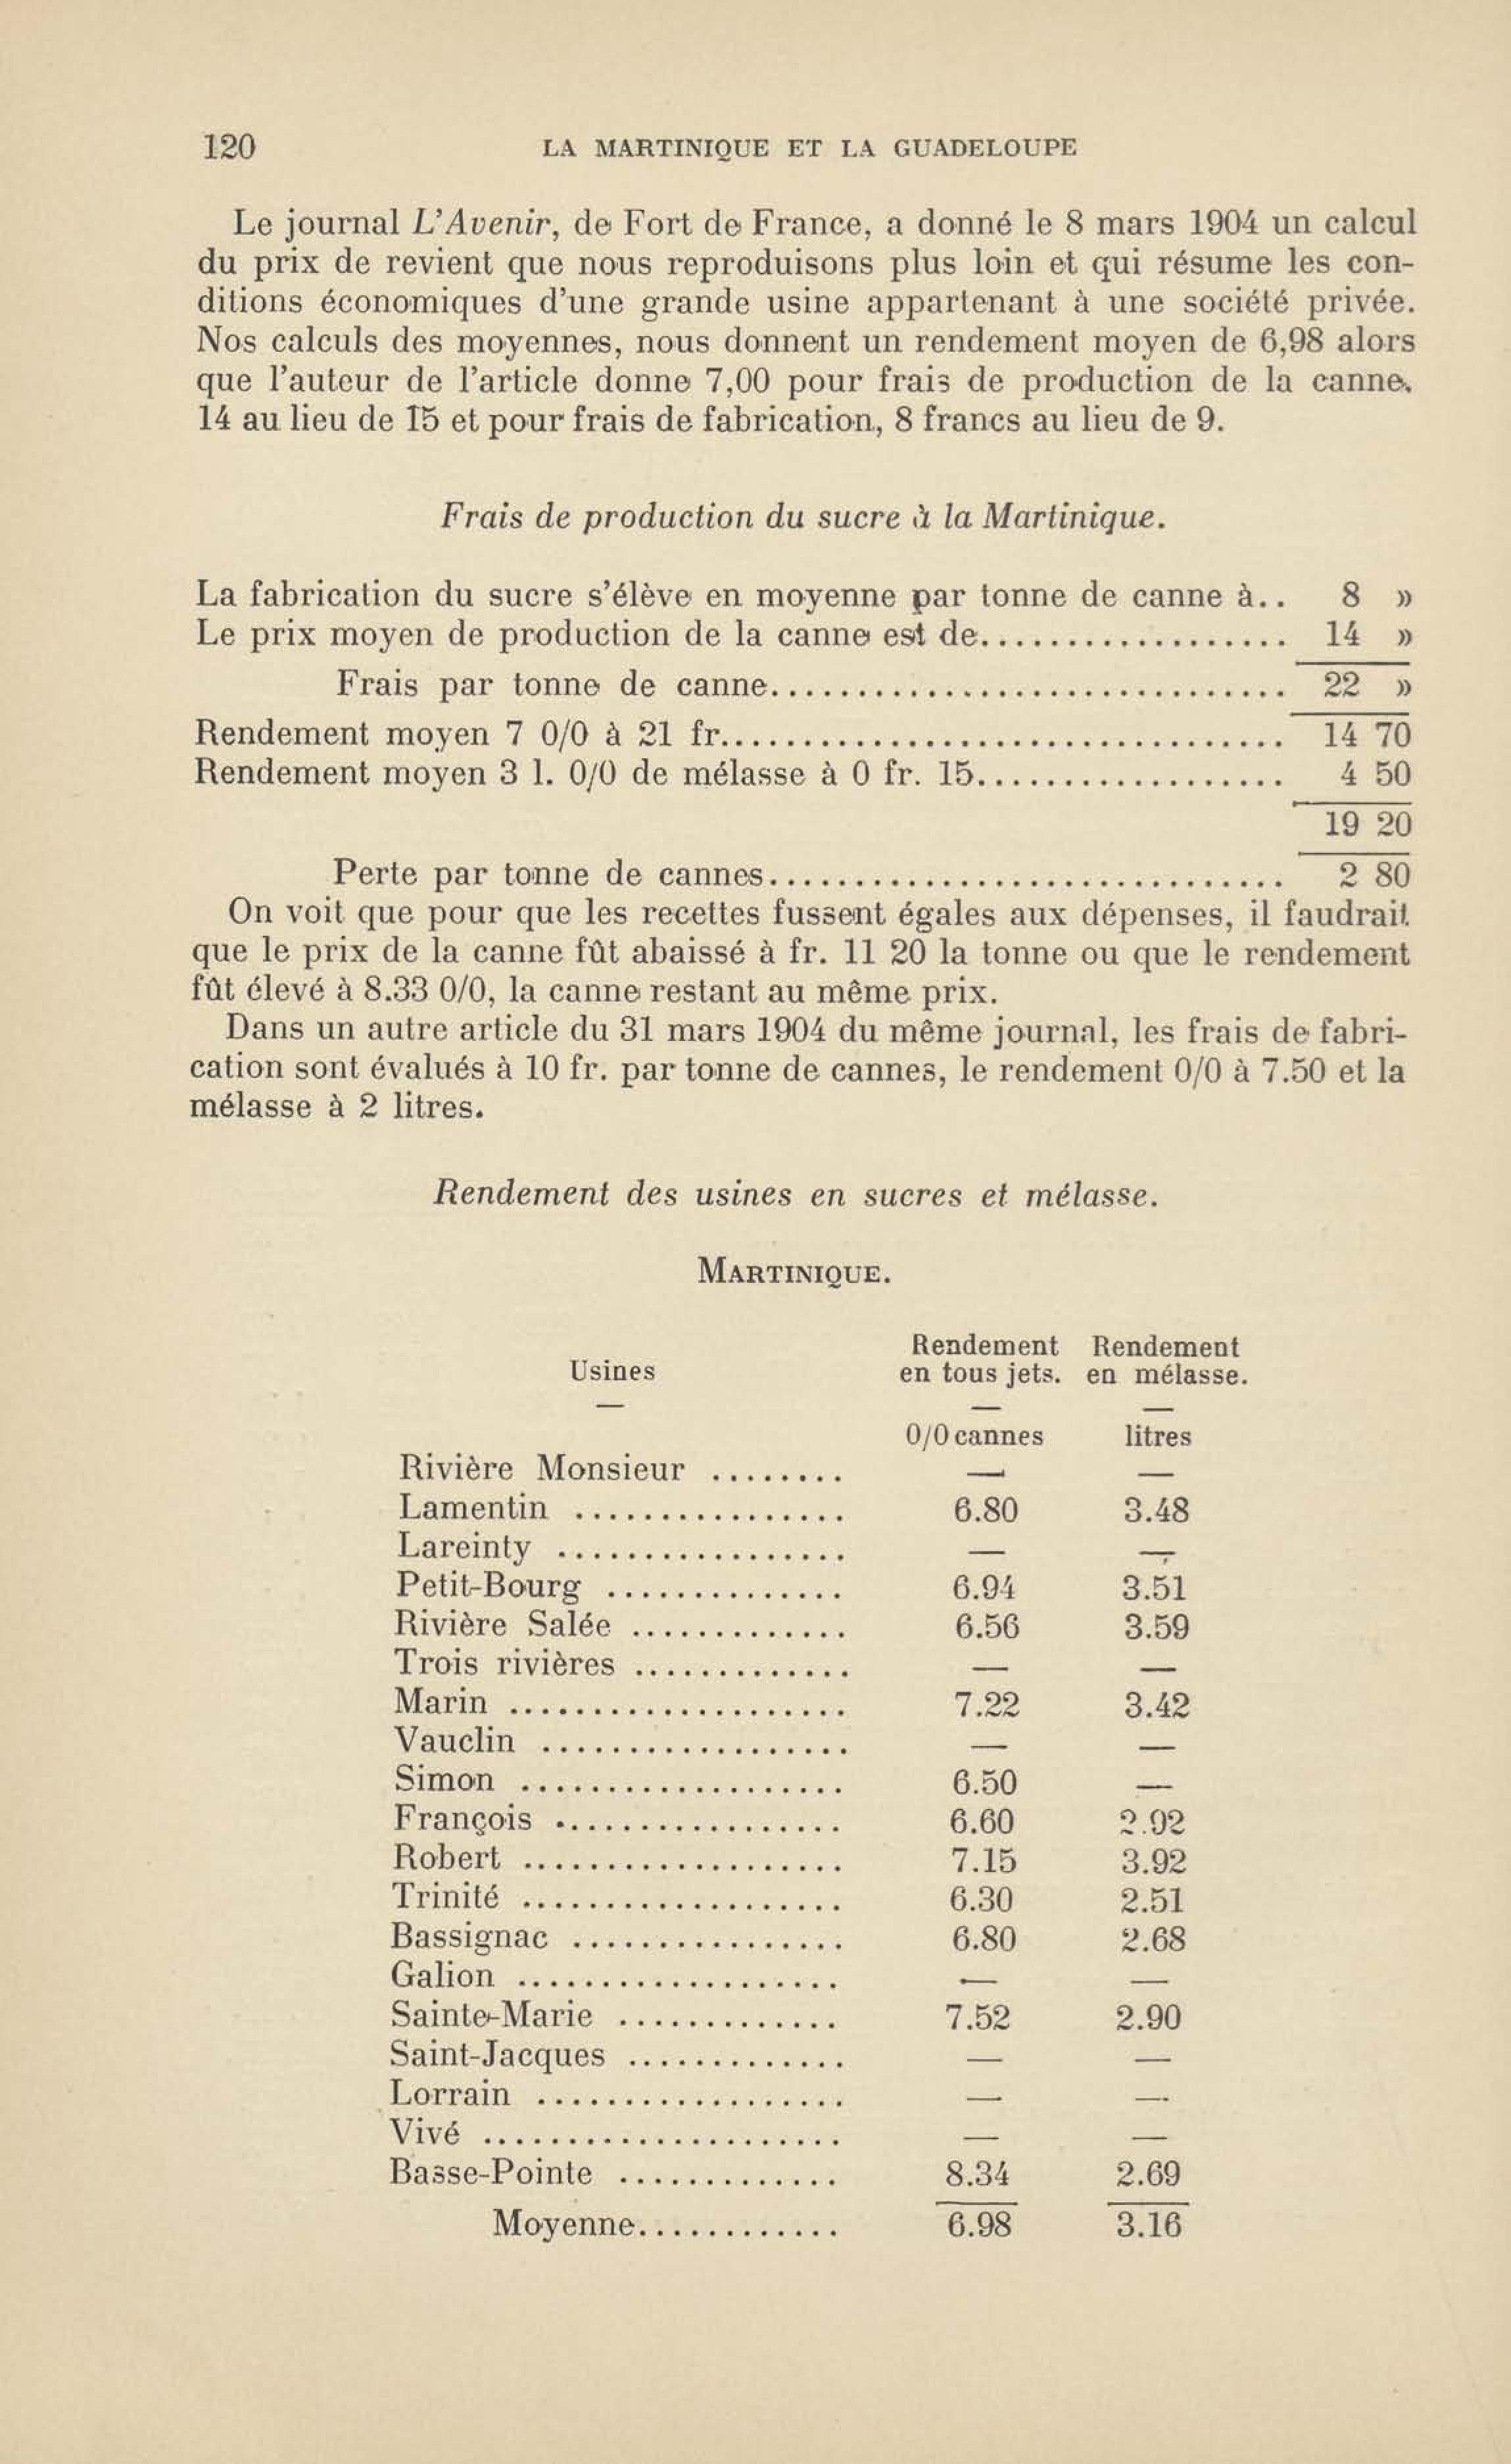 120 LA MARTINIQUE ET LA GUADELOUPE
Le journal L'Avenir, de Fort de France, a donné le 8 mars 1904 un calcul
du prix de revient que nous reproduisons plus loin et qui résume les con-
ditions économiques d'une grande usine appartenant à une société privée.
Nos calculs des moyennes, nous donnent un rendement moyen de 6,98 alors
que l'auteur de l'article donne 7,00 pour frais de production de la canne,
14 au lieu de 15 et pour frais de fabrication, 8 francs au lieu de 9.
Frais de production du sucre à la Martinique.
La fabrication du sucre s'élève en moyenne par tonne de canne à.. 8 »
Le prix moyen de production de la canne est de.................. 14 »
Frais par tonne de canne.............................. 22 »
Rendement moyen 7 0/0 à 21 fr................................. 14 70
Rendement moyen 3 l. 0/0 de mélasse à 0 fr. 15.................. 4 50
19 20
Perte par tonne de cannes.............................. 2 80
On voit que pour que les recettes fussent égales aux dépenses, il faudrait
que le prix de la canne fût abaissé à fr. 11 20 la tonne ou que le rendement
fût élevé à 8.33 0/0, la canne restant au même prix.
Dans un autre article du 31 mars 1904 du même journal, les frais de fabri-
cation sont évalués à 10 fr. par tonne de cannes, le rendement 0/0 à 7.50 et la
mélasse à 2 litres.
Rendement des usines en sucres et mélasse.
MARTINIQUE.
Rendement Rendement
Usines en tous jets. en mélasse.
— — —
0/0 cannes litres
Rivière Monsieur ........ — —
Lamentin ................ 6.80 3.48
Lareinty ................. — —
Petit-Bourg .............. 6.94 3.51
Rivière Salée ............. 6.56 3.59
Trois rivières ............. — —
Marin .................... 7.22 3.42
Vauclin .................. — —
Simon ................... 6.50 —
François ................. 6.60 2.92
Robert ................... 7.15 3.92
Trinité ................... 6.30 2.51
Bassignac ................ 6.80 2.68
Galion ................... — —
Sainte-Marie ............. 7.52 2.90
Saint-Jacques ............. — —
Lorrain .................. — —
Vivé ..................... — —
Basse-Pointe ............. 8.34 2.69
Moyenne............ 6.98 3.16